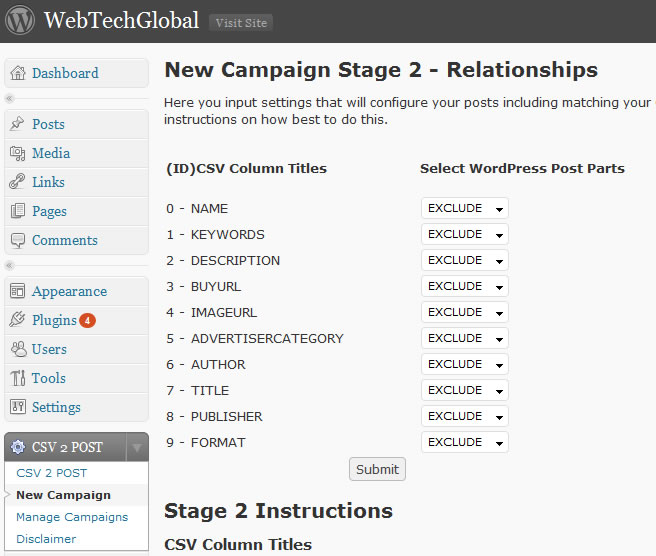 WebTechGlobal Visit Site
Dashboard
Posts
Media
Links
Pages
Comments
Appearance
Plugins 4
Users
Tools
Settings
CSV 2 POST
CSV 2 POST
New Campaign
Manage Campaigns
Disclaimer
New Campaign Stage 2 - Relationships
Here you input settings that will configure your posts including matching your
instructions on how best to do this.
(ID)CSV Column Titles Select WordPress Post Parts
0 - NAME EXCLUDE
1 - KEYWORDS EXCLUDE
2 - DESCRIPTION EXCLUDE
3 - BUYURL EXCLUDE
4 - IMAGEURL EXCLUDE
5 - ADVERTISERCATEGORY EXCLUDE
6 - AUTHOR EXCLUDE
7 - TITLE EXCLUDE
8 - PUBLISHER EXCLUDE
9 - FORMAT EXCLUDE
Submit
Stage 2 Instructions
CSV Column Titles